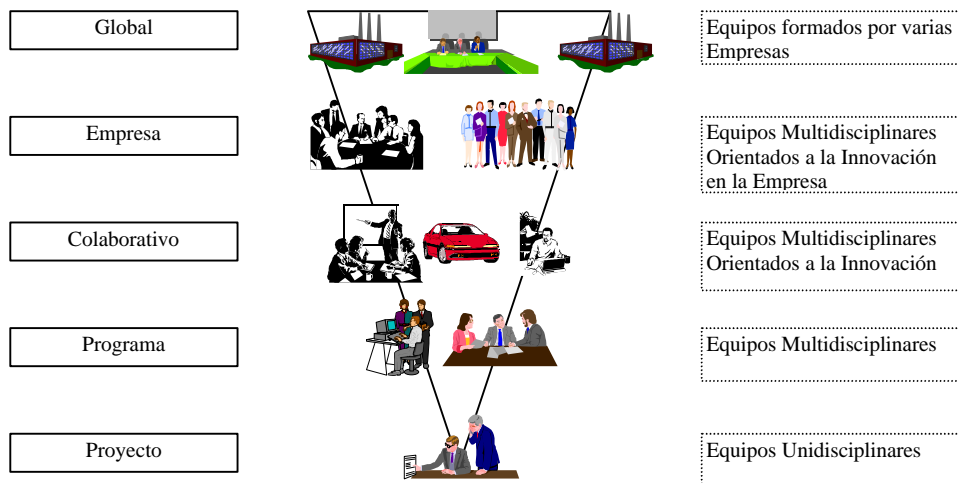 Global
Equipos formados por varias
Empresas
Empresa
Equipos Multidisciplinares
Orientados a la Innovación
en la Empresa
Colaborativo
Equipos Multidisciplinares
Orientados a la Innovación
Programa
Equipos Multidisciplinares
Proyecto
Equipos Unidisciplinares